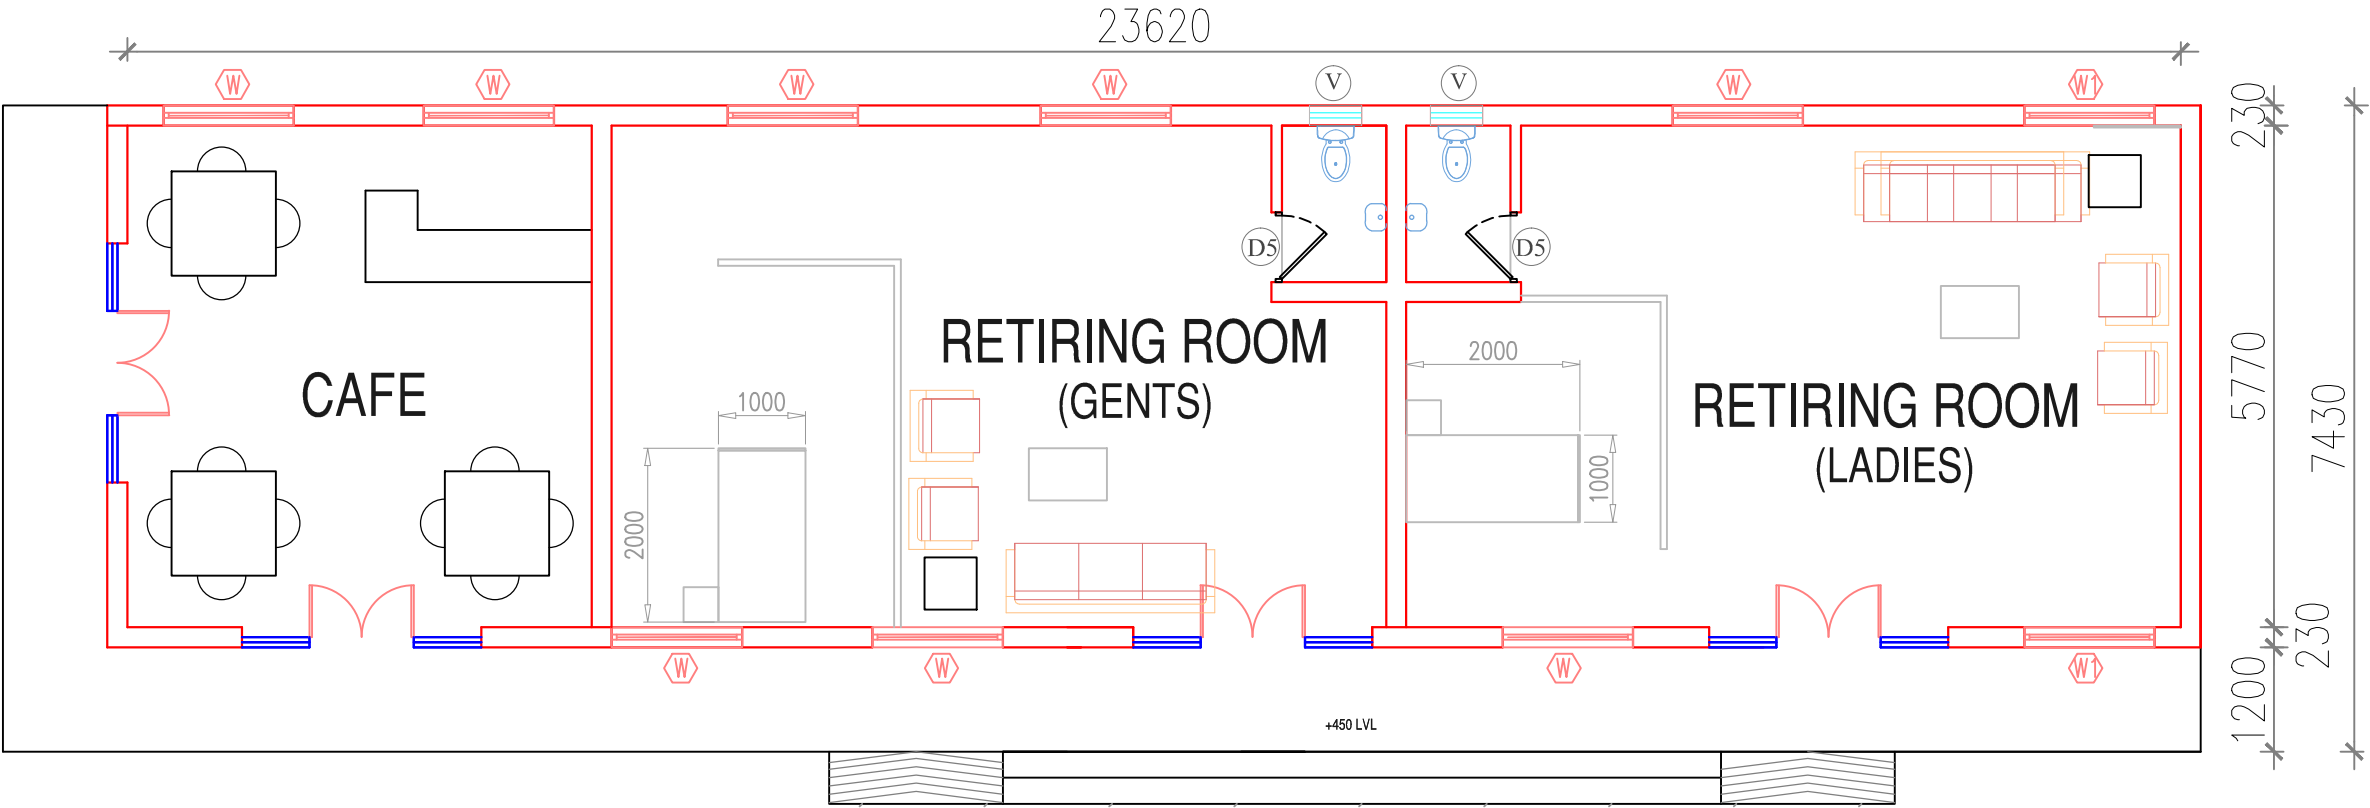 23620
W
W
W
W
V
V
W
W1
230
D5
D5
RETIRING ROOM
(GENTS)
2000
5770
7430
CAFE
1000
RETIRING ROOM
(LADIES)
1000
2000
230
W
W
W
W1
1200
+450 LVL